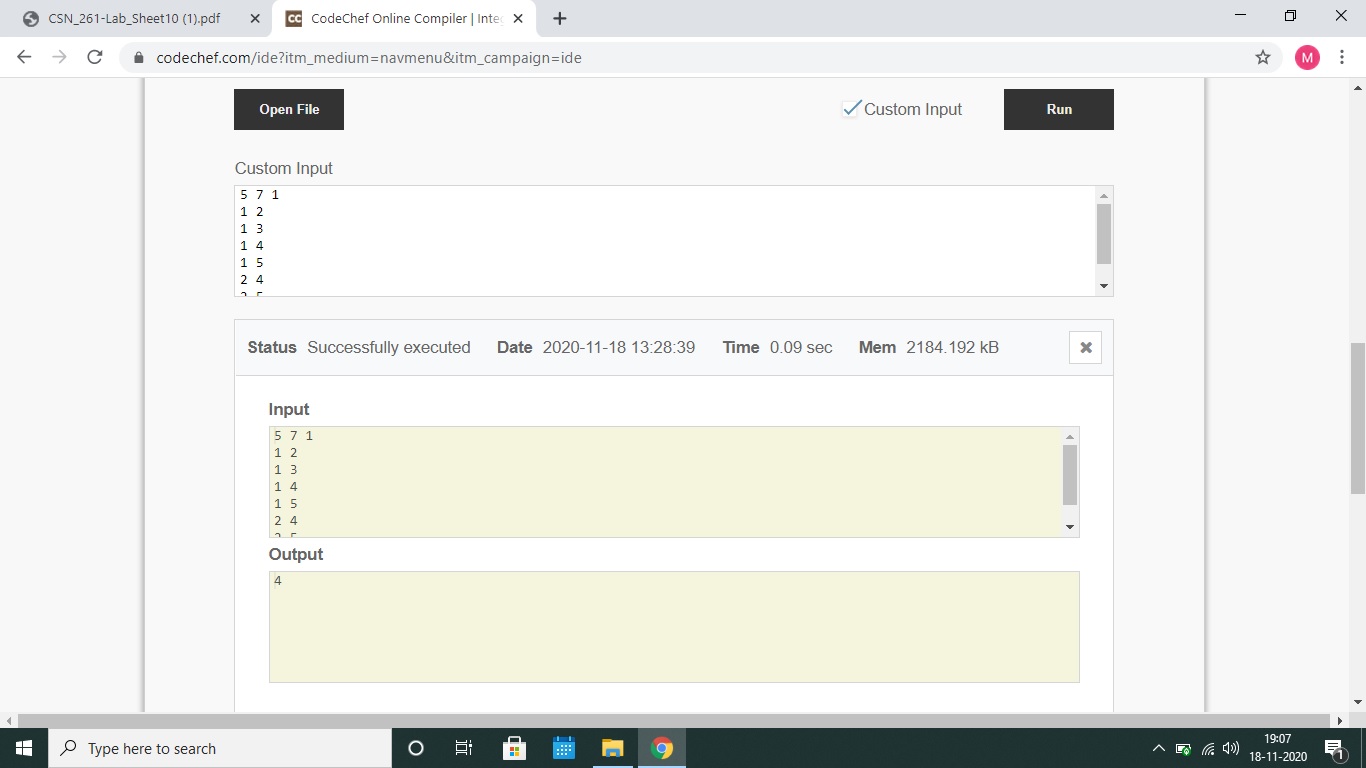 CSN_261-Lab_Sheet10 (1).pdf
CodeChef Online Compiler | Inte
codechef.com/ide?itm_medium=navmenu&itm_campaign=ide
M
Open File
Custom Input
Run
Custom Input
5 7 1
1 2
1 3
1 4
1 5
2 4
Status Successfully executed Date 2020-11-18 13:28:39 Time 0.09 sec Mem 2184.192 kB
Input
5 7 1
1 2
1 3
1 4
1 5
2 4
Output
4
Type here to search
19:07
18-11-2020
1